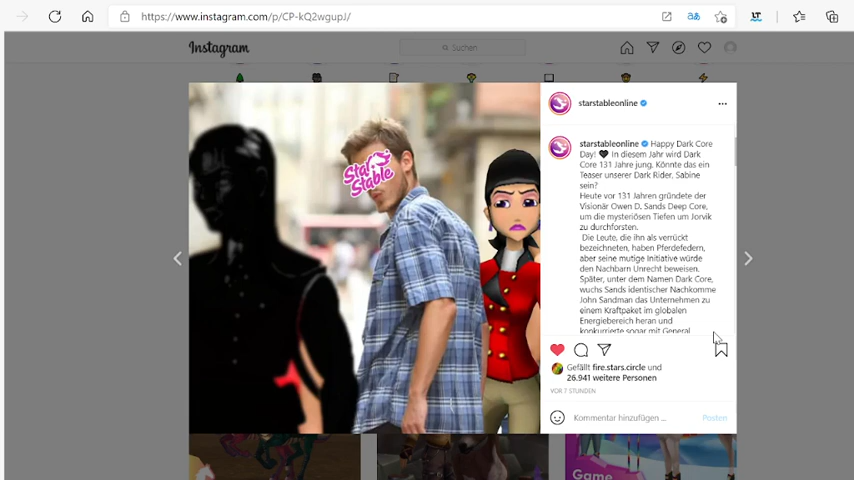 https://www.instagram.com/p/CP-kQ2wgupJ/
Instagram
Suchen
Star
Stable
starstableonline
starstableonline Happy Dark Core
Day! 🖤 In diesem Jahr wird Dark
Core 131 Jahre jung. Könnte das ein
Teaser unserer Dark Rider, Sabine
sein?
Heute vor 131 Jahren gründete der
Visionär Owen D. Sands Deep Core,
um die mysteriösen Tiefen um Jorvik
zu durchforsten.
Die Leute, die ihn als verrückt
bezeichneten, haben Pferdefedern,
aber seine mutige Initiative würde
den Nachbarn Unrecht beweisen.
Später, unter dem Namen Dark Core,
wuchs Sands identischer Nachkomme
John Sandman das Unternehmen zu
einem Kraftpaket im globalen
Energiebereich heran und
konkurrierte sogar mit General
Gefällt fire.stars.circle und
26.941 weitere Personen
VOR 7 STUNDEN
Kommentar hinzufügen ...
Posten
Game